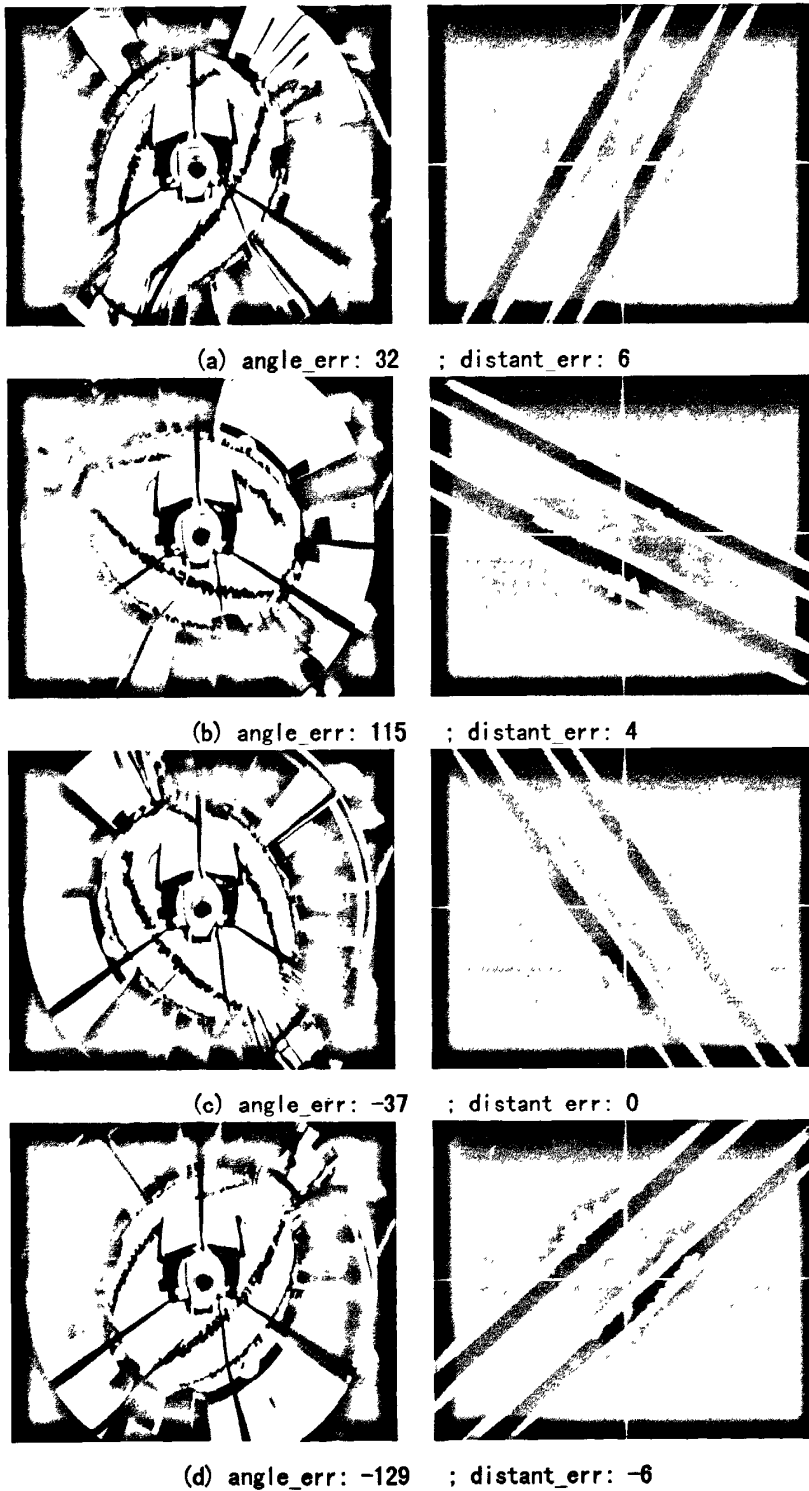 (a) angle_err: 32 ; distant_err: 6
(b) angle_err: 115 ; distant_err: 4
(c) angle_err: -37 ; distant err: 0
(d) angle_err: -129 ; distant_err: -6